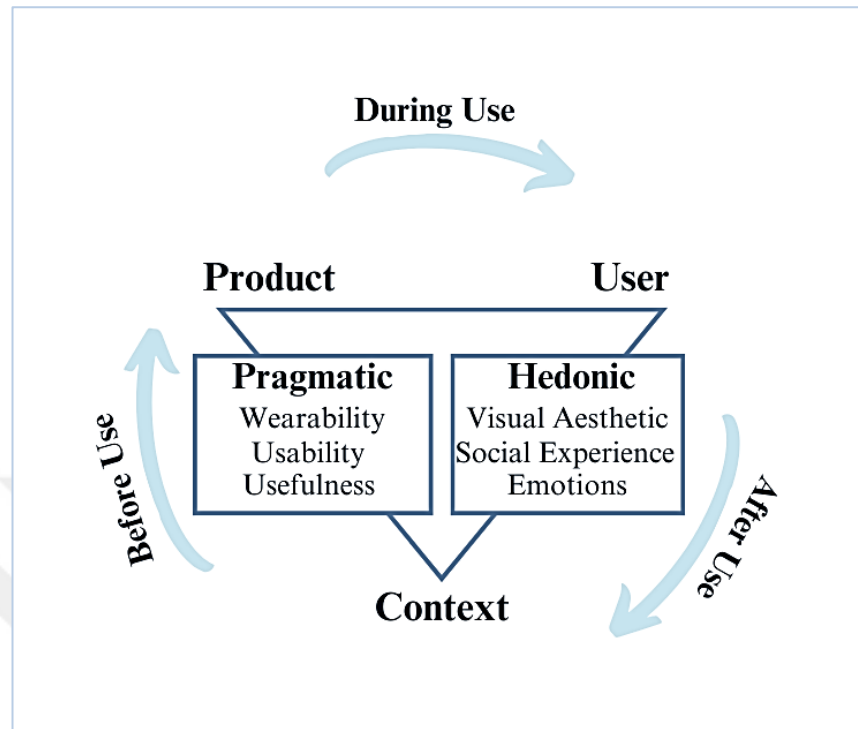 During Use
Product
User
Pragmatic
Wearability
Usability
Usefulness
Hedonic
Visual Aesthetic
Social Experience
Emotions
Before Use
After Use
Context